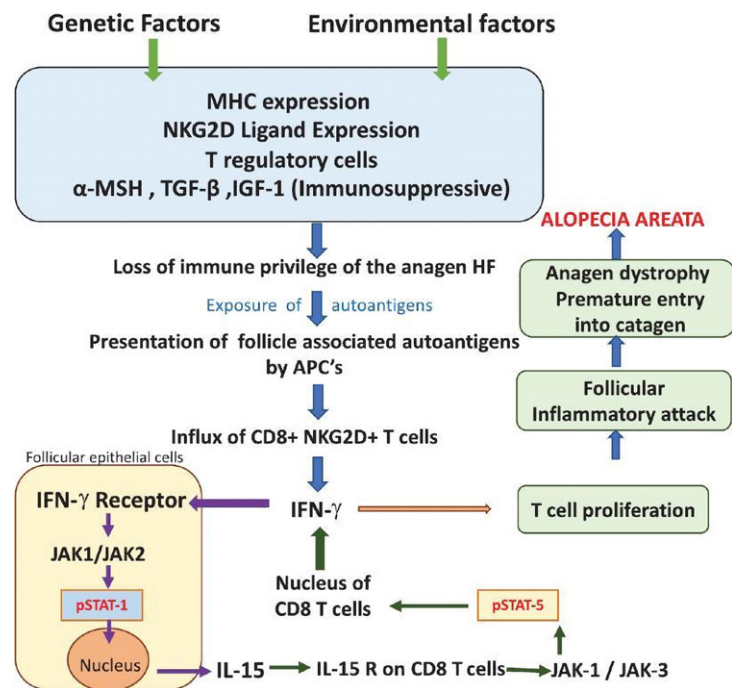 Genetic Factors
Environmental factors
MHC expression
NKG2D Ligand Expression
T regulatory cells
α-MSH , TGF-β ,IGF-1 (Immunosuppressive)
Loss of immune privilege of the anagen HF
Exposure of autoantigens
Presentation of follicle associated autoantigens
by APC's
Influx of CD8+ NKG2D+ T cells
IFN-γ
Follicular epithelial cells
IFN-γ Receptor
JAK1/JAK2
pSTAT-1
Nucleus
IL-15
IL-15 R on CD8 T cells
JAK-1 / JAK-3
pSTAT-5
Nucleus of
CD8 T cells
T cell proliferation
Follicular
Inflammatory attack
Anagen dystrophy
Premature entry
into catagen
ALOPECIA AREATA